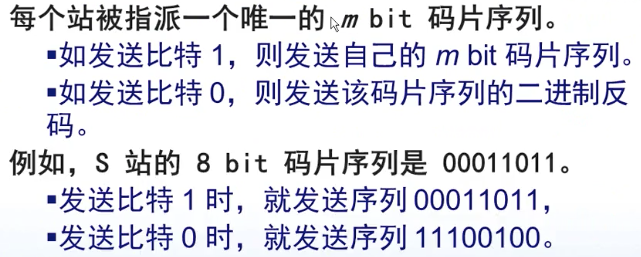 每个站被指派一个唯一的 m bit 码片序列。
▪如发送比特 1，则发送自己的 m bit 码片序列。
▪如发送比特 0，则发送该码片序列的二进制反
码。
例如，S 站的 8 bit 码片序列是 00011011。
▪发送比特 1 时，就发送序列 00011011，
▪发送比特 0 时，就发送序列 11100100。